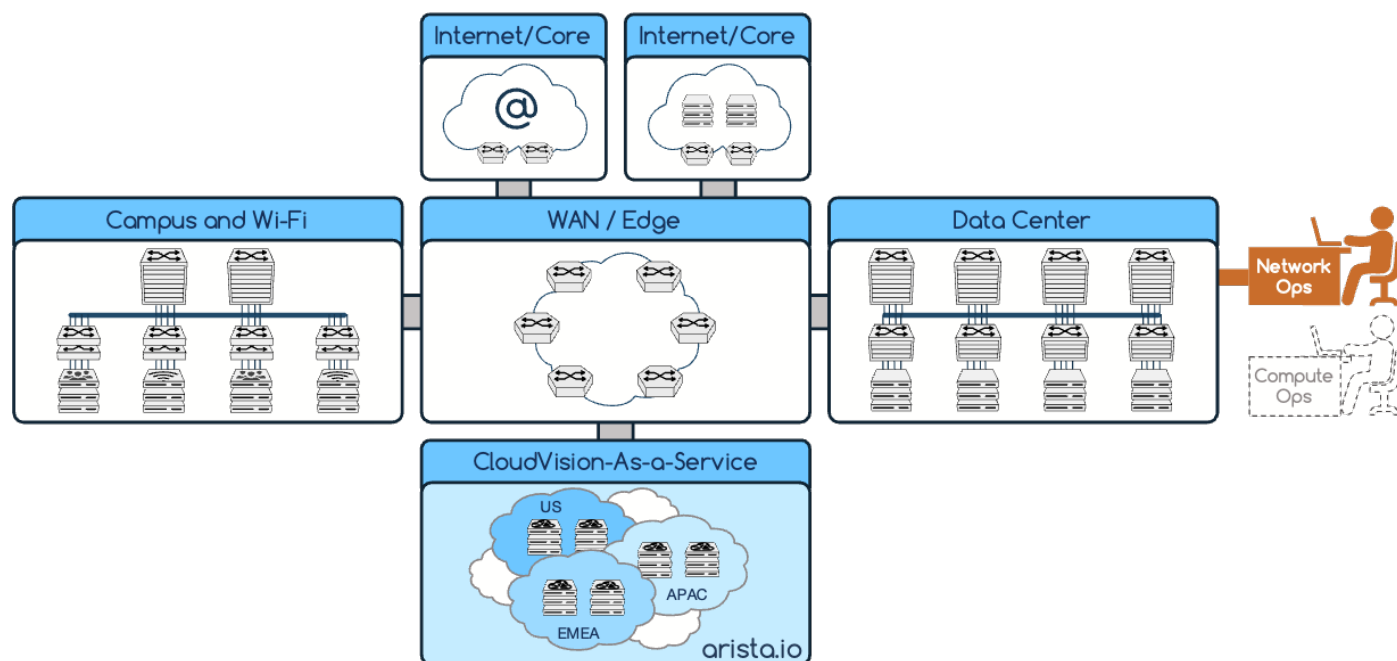 Internet/Core
Internet/Core
@
Campus and Wi-Fi
WAN / Edge
Data Center
Network
Ops
Compute
Ops
CloudVision-As-a-Service
US
APAC
EMEA
arista.io